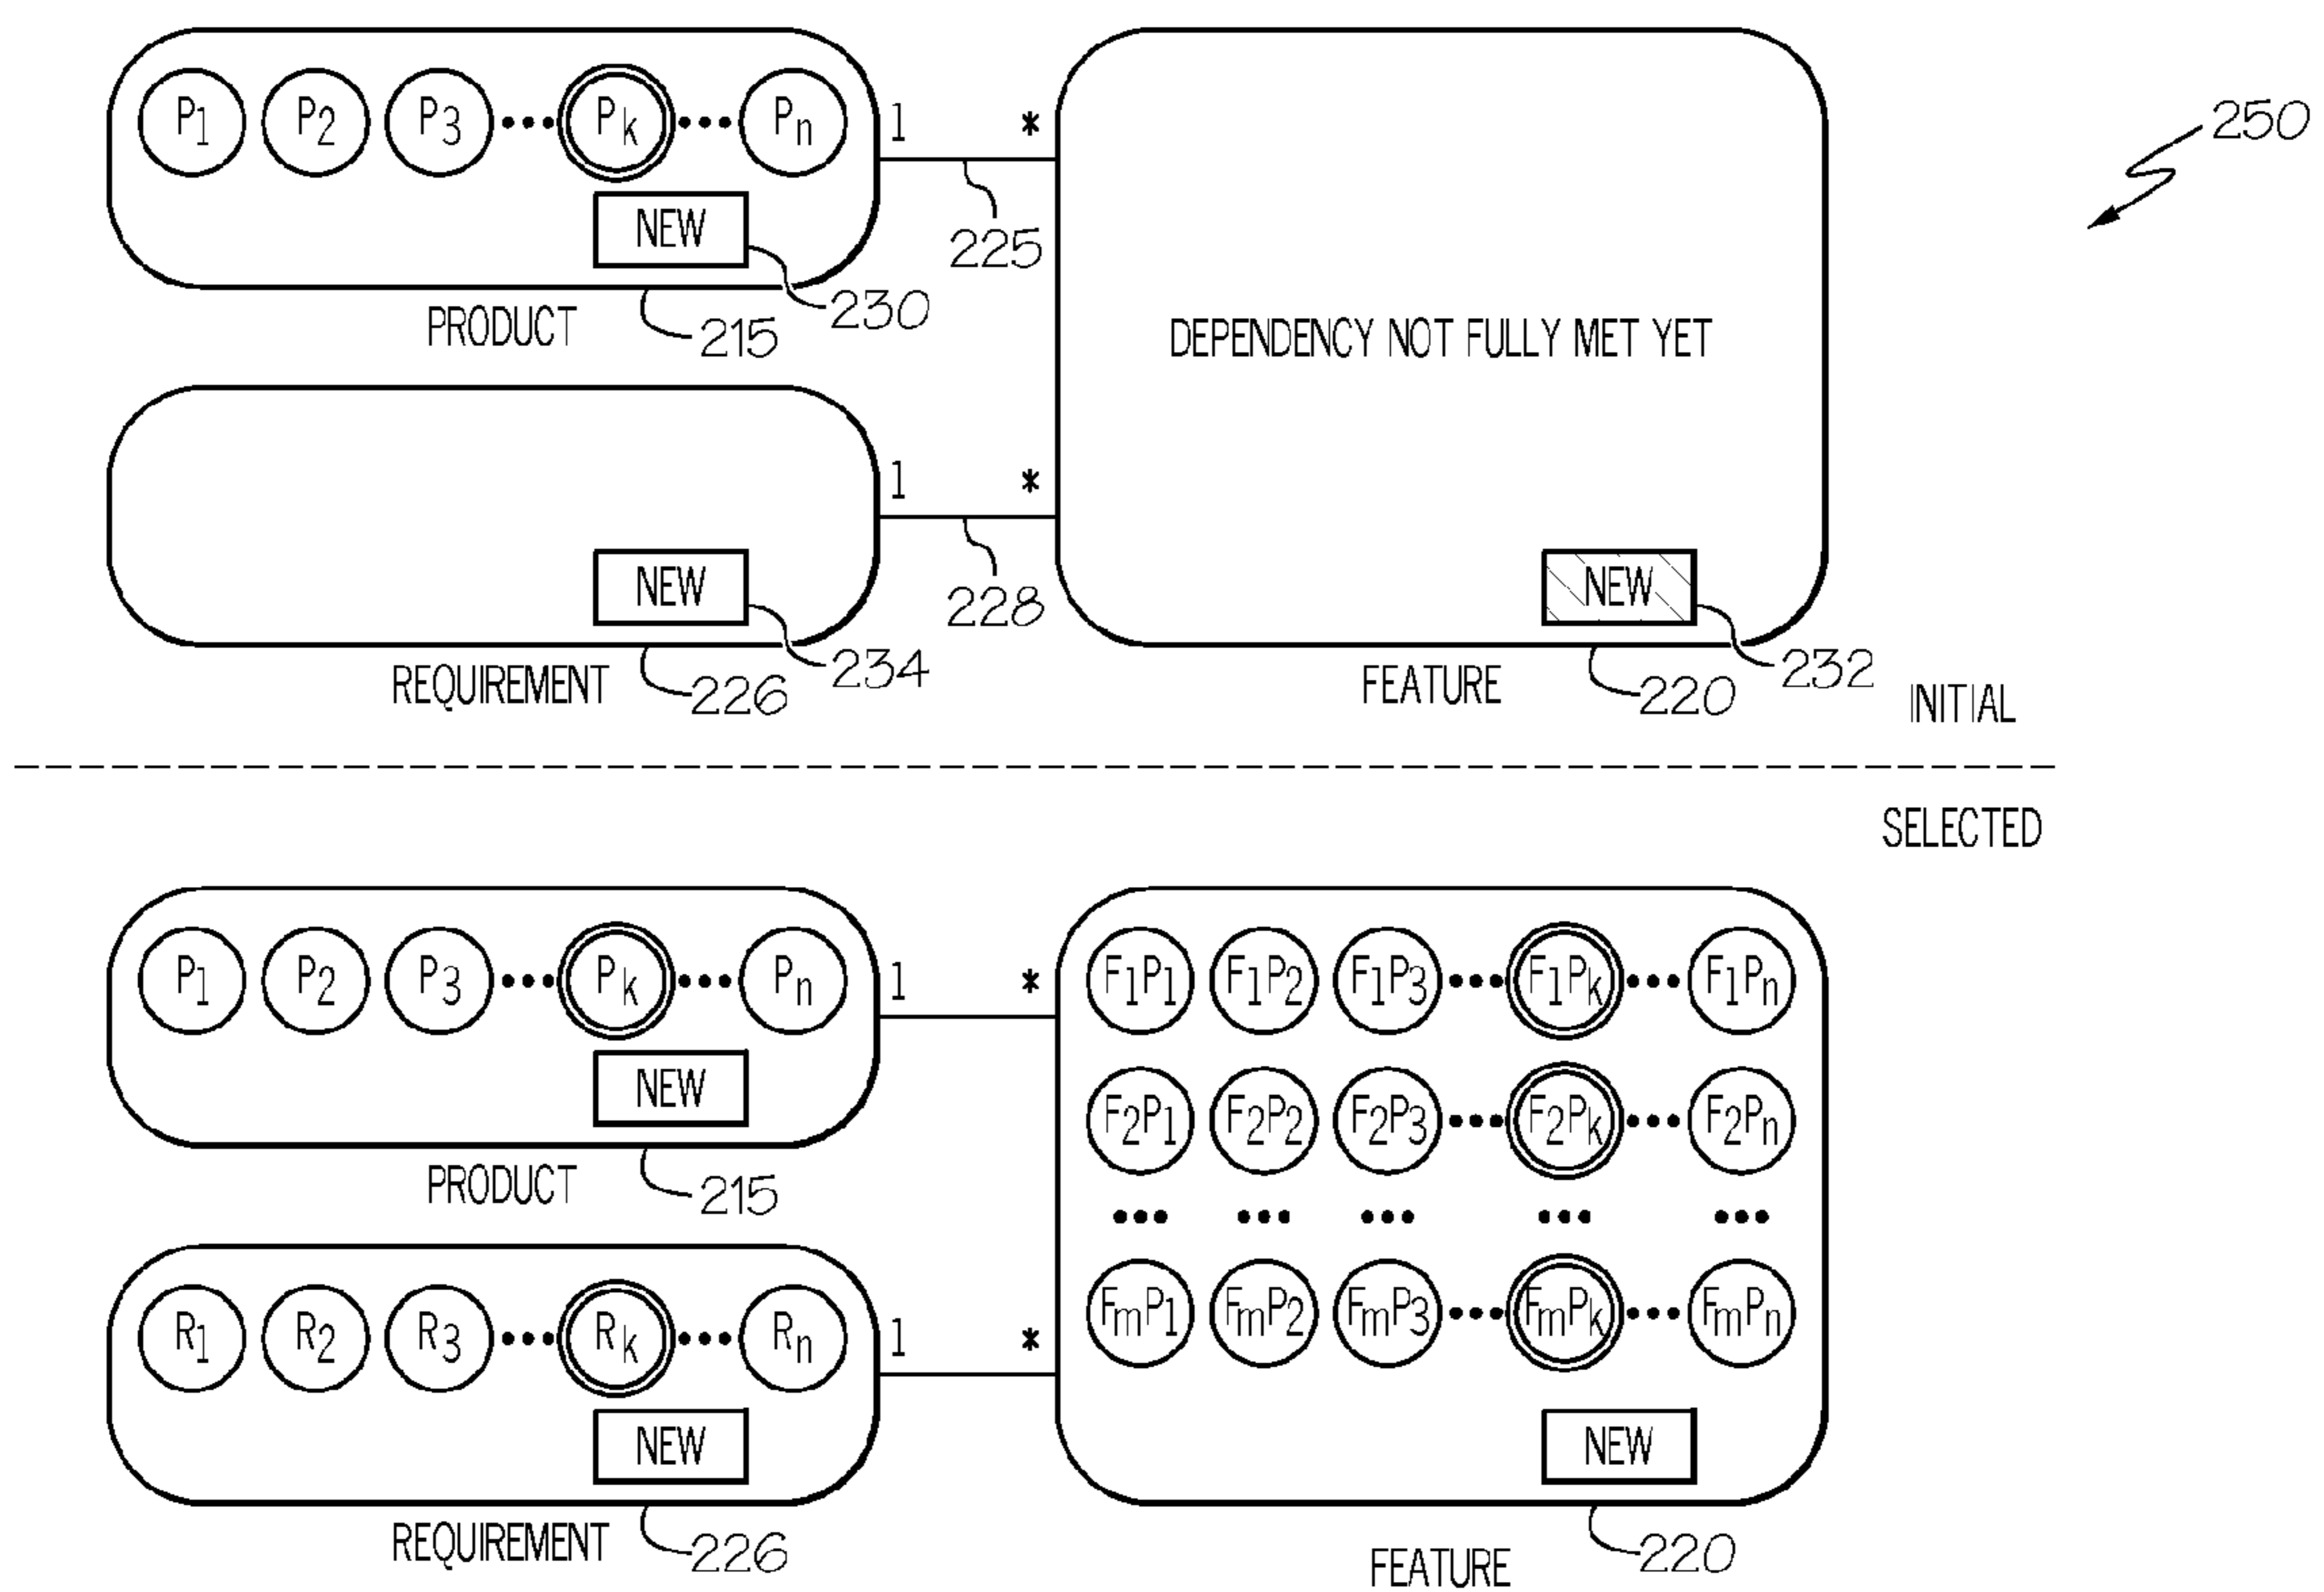 P1 P2 P3 ••• Pk ••• Pn
NEW
1 *
225
230
PRODUCT
215
250
DEPENDENCY NOT FULLY MET YET
NEW
1 *
228
234
REQUIREMENT
226
NEW
232
FEATURE
220
INITIAL
SELECTED
P1 P2 P3 ••• Pk ••• Pn
NEW
1 *
PRODUCT
215
R1 R2 R3 ••• Rk ••• Rn
NEW
1 *
REQUIREMENT
226
F1P1 F1P2 F1P3 ••• F1Pk ••• F1Pn
F2P1 F2P2 F2P3 ••• F2Pk ••• F2Pn
••• ••• ••• ••• •••
FmP1 FmP2 FmP3 ••• FmPk ••• FmPn
NEW
FEATURE
220